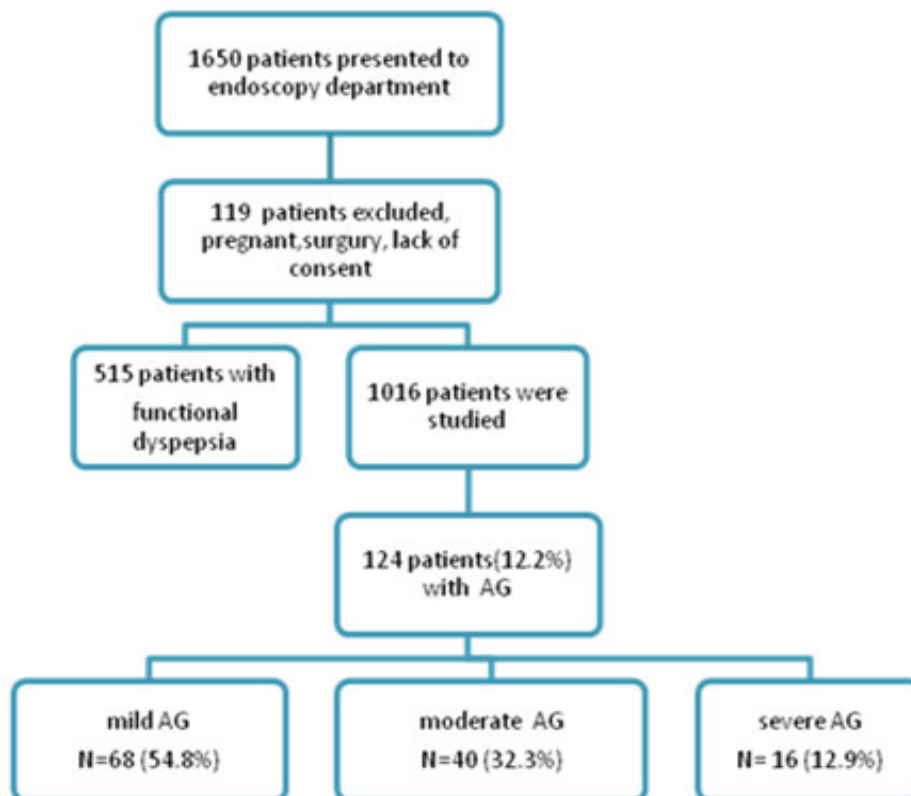 1650 patients presented to
endoscopy department
119 patients excluded,
pregnant,surgury, lack of
consent
515 patients with
functional
dyspepsia
1016 patients were
studied
124 patients(12.2%)
with AG
mild AG
N=68 (54.8%)
moderate AG
N=40 (32.3%)
severe AG
N= 16 (12.9%)